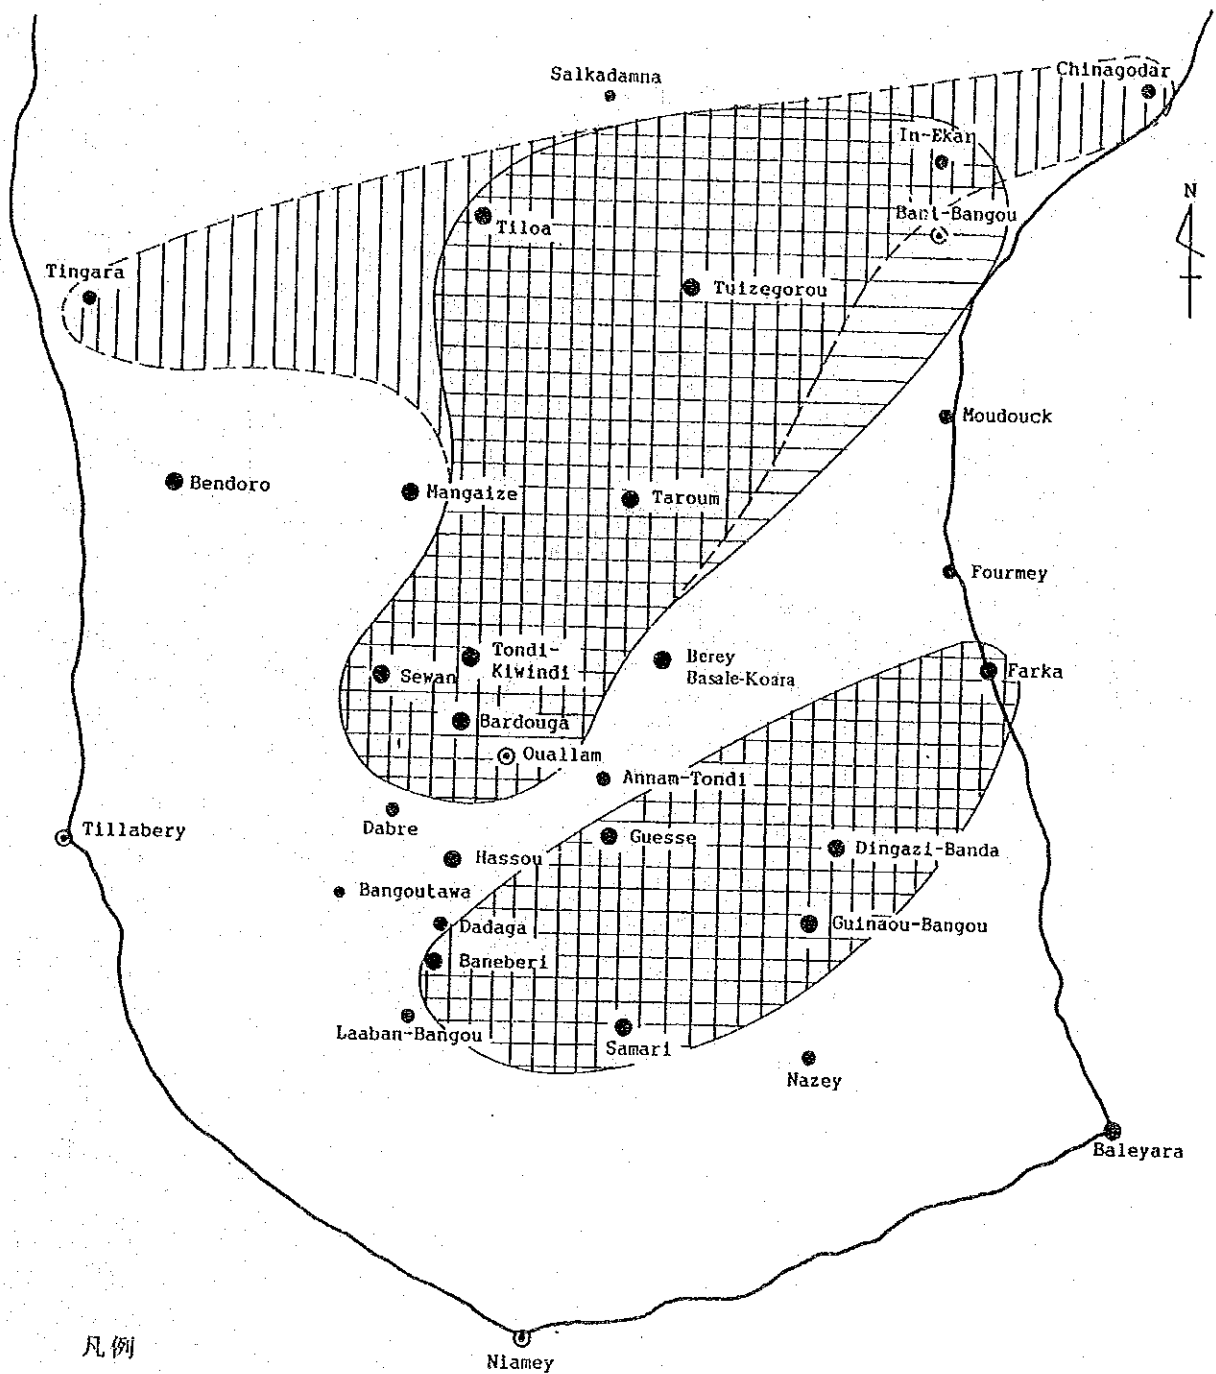 Salkadamna
Chinagodar
In-Ekar
N
Bani-Bangou
Tiloa
Tingara
Tuizegorou
Moudouck
Bendoro
Mangaize
Taroum
Fourmey
Tondi-
Kiwindi
Berey
Basale-Koara
Farka
Sewan
Bardouga
Ouallam
Annam-Tondi
Dabre
Tillabery
Guesse
Dingazi-Banda
Hassou
Bangoutawa
Dadaga
Guinaou-Bangou
Baneberi
Laaban-Bangou
Samari
Nazey
Baleyara
凡例
Niamey